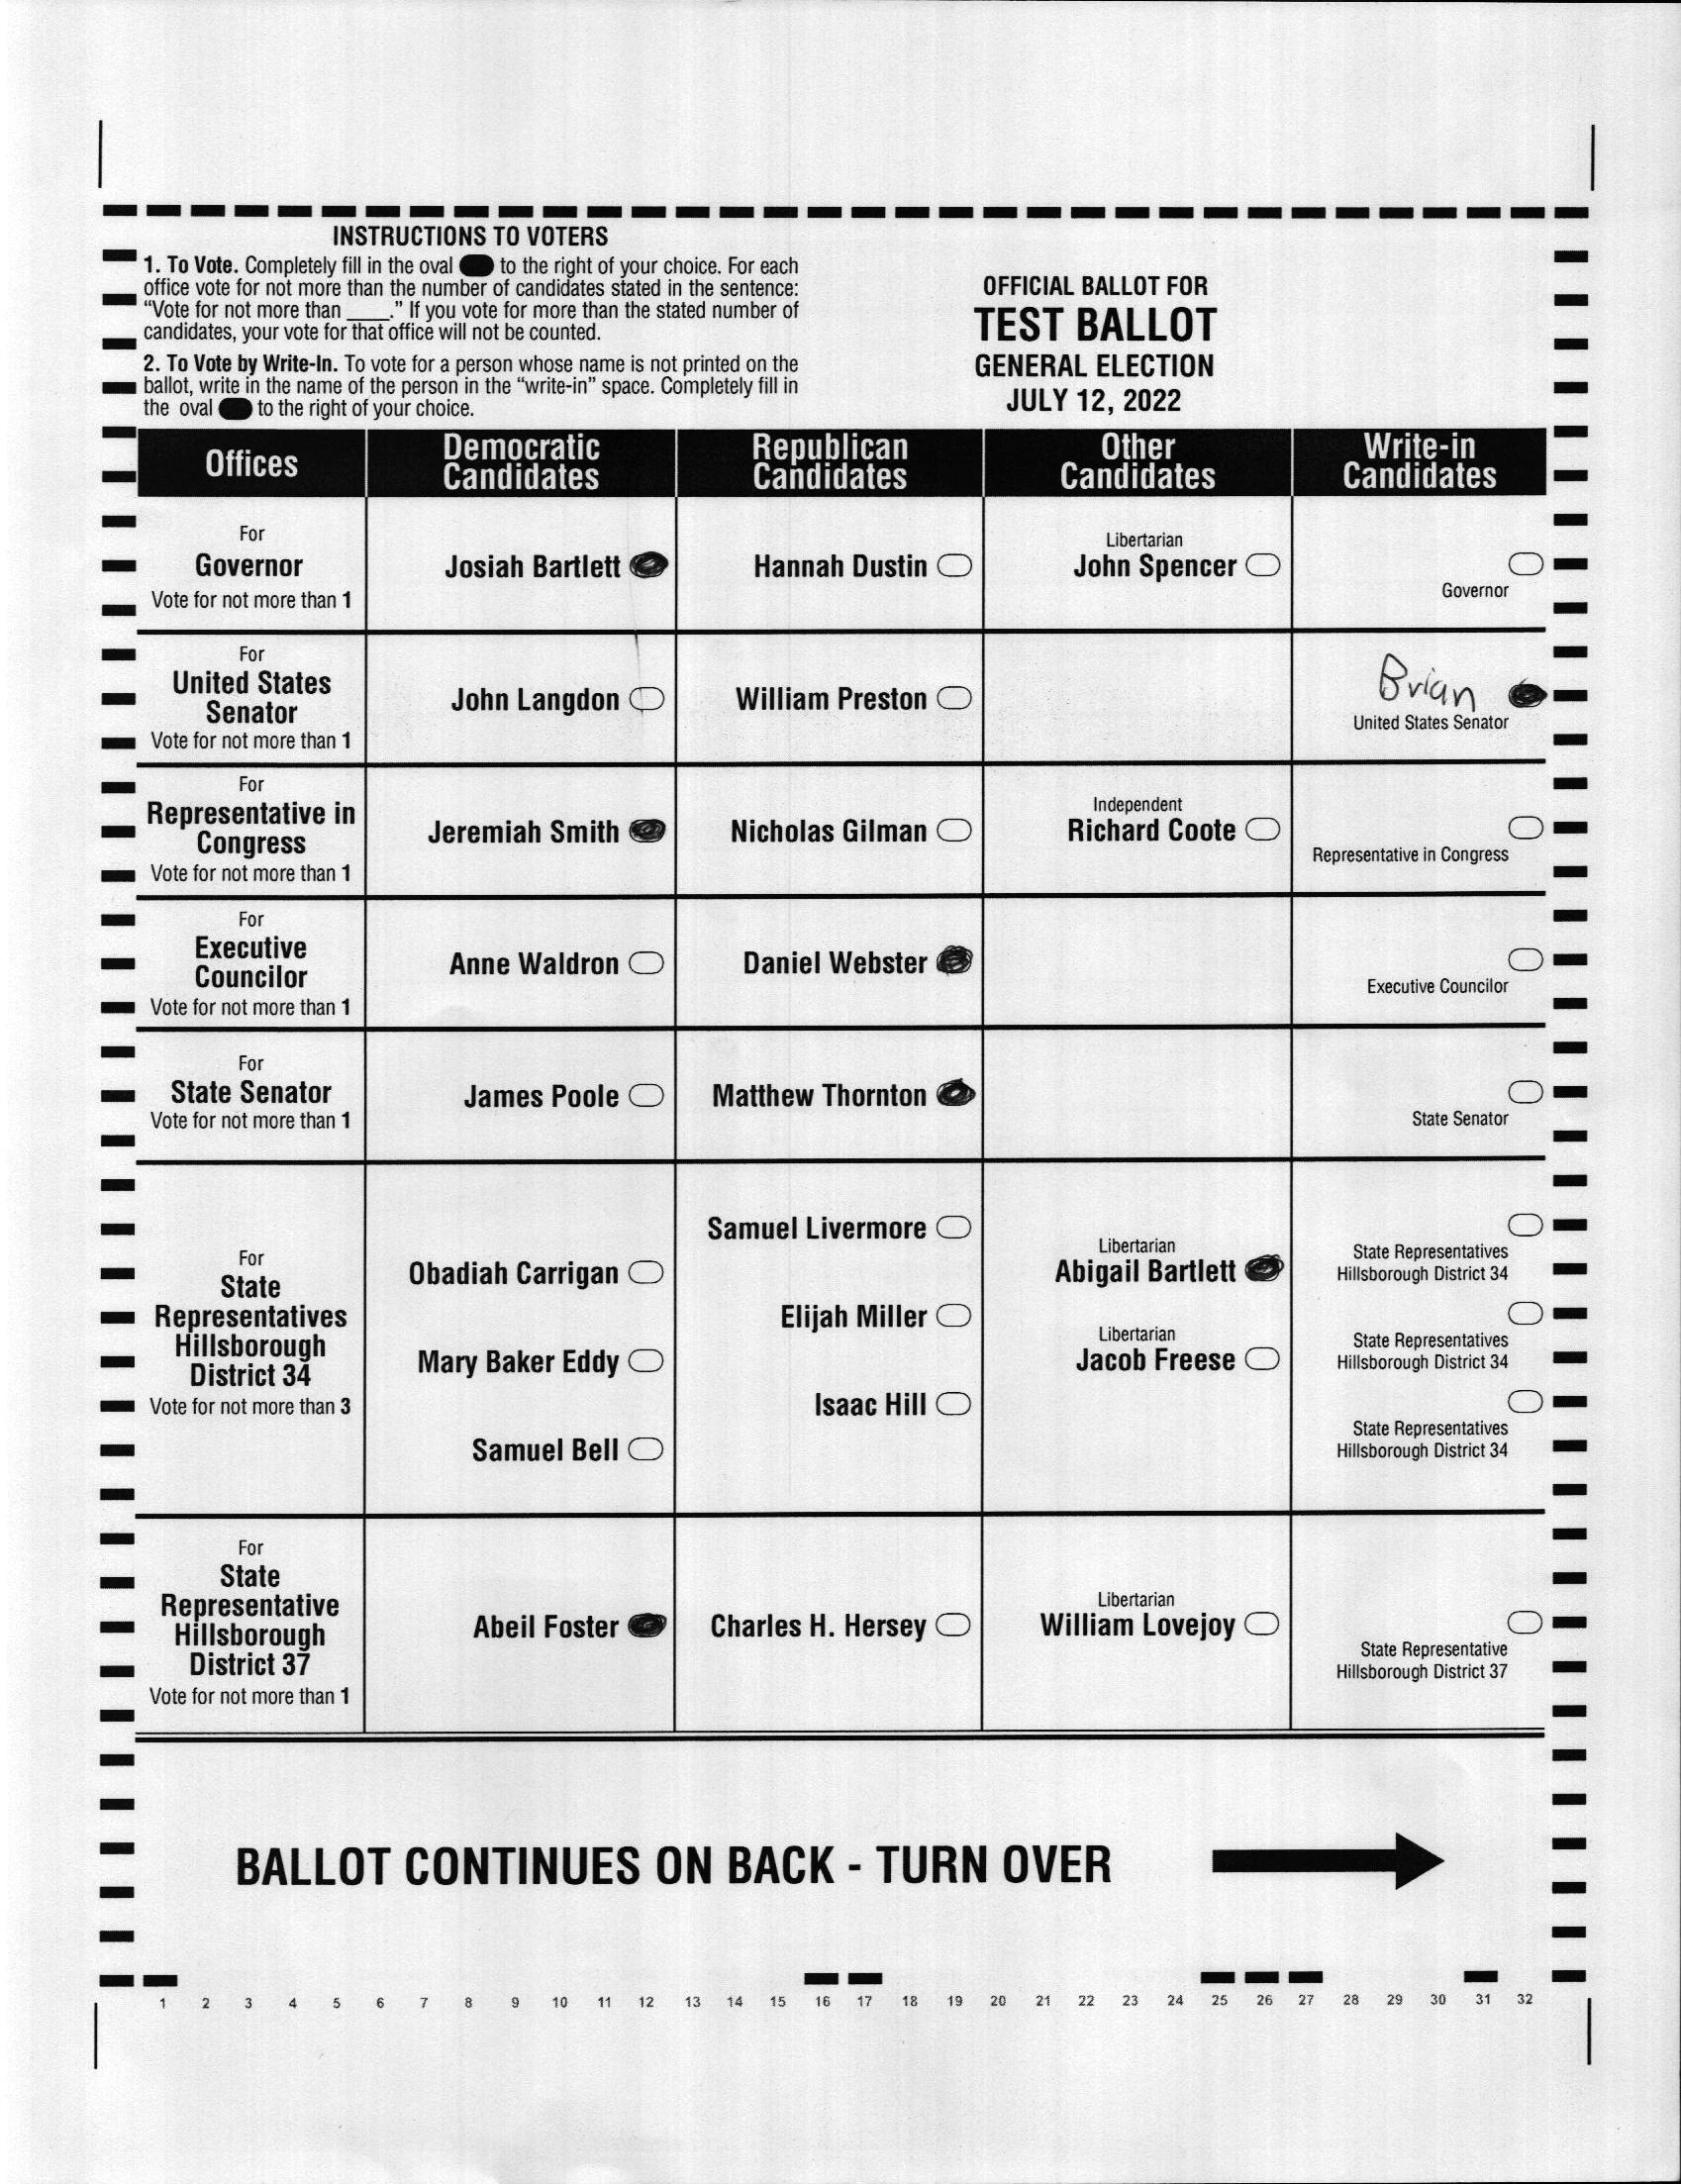 INSTRUCTIONS TO VOTERS
1. To Vote. Completely fill in the oval to the right of your choice. For each
office vote for not more than the number of candidates stated in the sentence:
“Vote for not more than ____.” If you vote for more than the stated number of
candidates, your vote for that office will not be counted.
2. To Vote by Write-In. To vote for a person whose name is not printed on the
ballot, write in the name of the person in the “write-in” space. Completely fill in
the oval to the right of your choice.
OFFICIAL BALLOT FOR
TEST BALLOT
GENERAL ELECTION
JULY 12, 2022
Offices
Democratic
Candidates
Republican
Candidates
Other
Candidates
Write-in
Candidates
For
Governor
Vote for not more than 1
Josiah Bartlett
Hannah Dustin
Libertarian
John Spencer
Governor
For
United States
Senator
Vote for not more than 1
John Langdon
William Preston
Brian
United States Senator
For
Representative in
Congress
Vote for not more than 1
Jeremiah Smith
Nicholas Gilman
Independent
Richard Coote
Representative in Congress
For
Executive
Councilor
Vote for not more than 1
Anne Waldron
Daniel Webster
Executive Councilor
For
State Senator
Vote for not more than 1
James Poole
Matthew Thornton
State Senator
For
State
Representatives
Hillsborough
District 34
Vote for not more than 3
Obadiah Carrigan
Mary Baker Eddy
Samuel Bell
Samuel Livermore
Elijah Miller
Isaac Hill
Libertarian
Abigail Bartlett
Libertarian
Jacob Freese
State Representatives
Hillsborough District 34
State Representatives
Hillsborough District 34
State Representatives
Hillsborough District 34
For
State
Representative
Hillsborough
District 37
Vote for not more than 1
Abeil Foster
Charles H. Hersey
Libertarian
William Lovejoy
State Representative
Hillsborough District 37
BALLOT CONTINUES ON BACK - TURN OVER
1 2 3 4 5 6 7 8 9 10 11 12 13 14 15 16 17 18 19 20 21 22 23 24 25 26 27 28 29 30 31 32